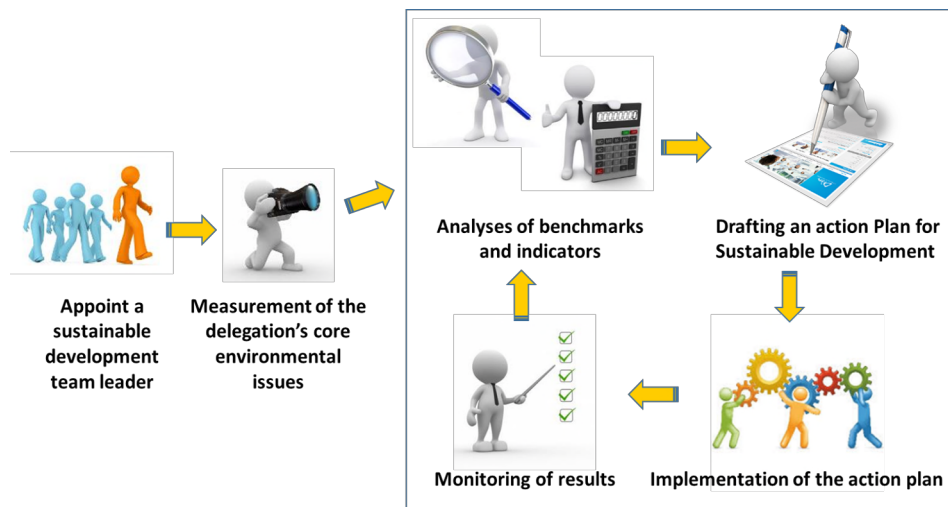 Appoint a
sustainable
development
team leader
Measurement of the
delegation's core
environmental
issues
Analyses of benchmarks
and indicators
Drafting an action Plan for
Sustainable Development
Implementation of the action plan
Monitoring of results